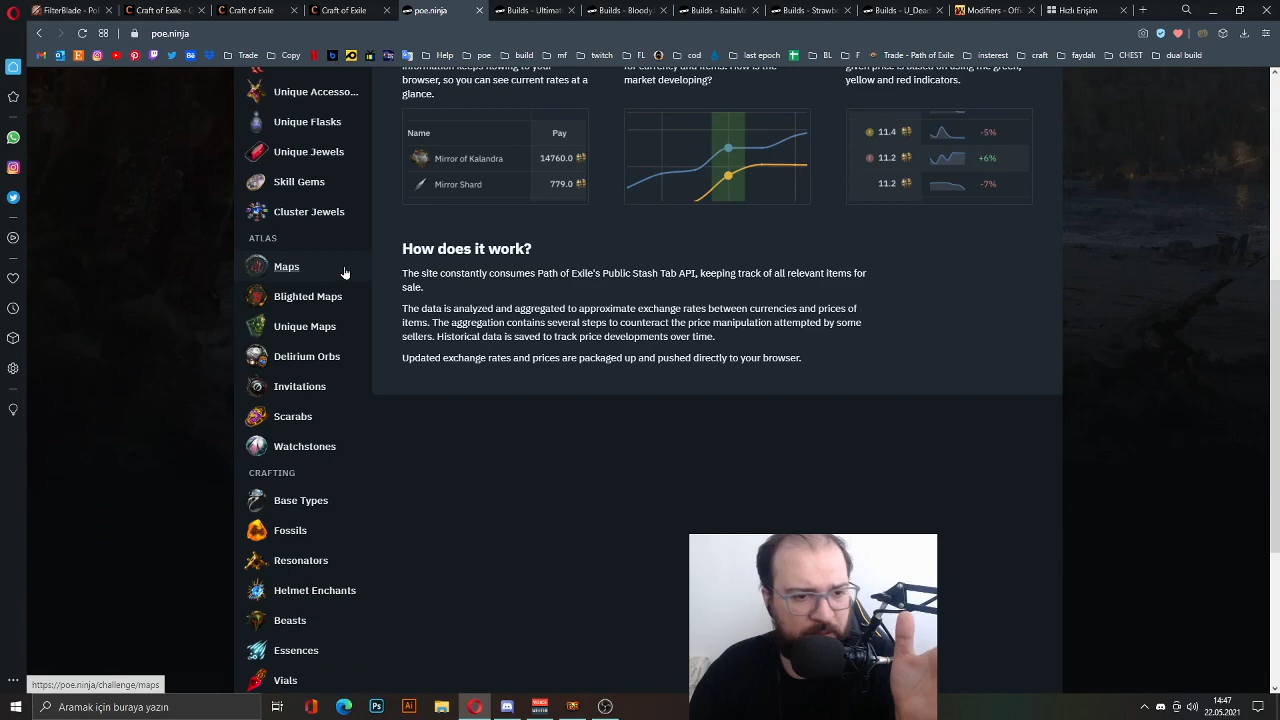 FilterBlade - Po
Craft of Exile - C
Craft of Exile
Craft of Exile
poe.ninja
Builds - Ultimat
Builds - Bloody
Builds - BailaMo
Builds - Strawbe
Builds - U_Dead
Modifiers - Offic
Hızlı Erişim
poe.ninja
Trade
Copy
Help
poe
build
mf
twitch
BL
FL
cod
last epoch
BL
F
Trade - Path of Exile
insterest
craft
faydalı
CHEST
dual build
browser, so you can see current rates at a
glance.
market developing?
yellow and red indicators.
Name
Pay
Mirror of Kalandra
14760.0
Mirror Shard
779.0
11.4
-5%
11.2
+6%
11.2
-7%
Unique Accesso...
Unique Flasks
Unique Jewels
Skill Gems
Cluster Jewels
ATLAS
Maps
Blighted Maps
Unique Maps
Delirium Orbs
Invitations
Scarabs
Watchstones
CRAFTING
Base Types
Fossils
Resonators
Helmet Enchants
Beasts
Essences
Vials
How does it work?
The site constantly consumes Path of Exile's Public Stash Tab API, keeping track of all relevant items for
sale.
The data is analyzed and aggregated to approximate exchange rates between currencies and prices of
items. The aggregation contains several steps to counteract the price manipulation attempted by some
sellers. Historical data is saved to track price developments over time.
Updated exchange rates and prices are packaged up and pushed directly to your browser.
https://poe.ninja/challenge/maps
Aramak için buraya yazın
14:47
22.05.2021